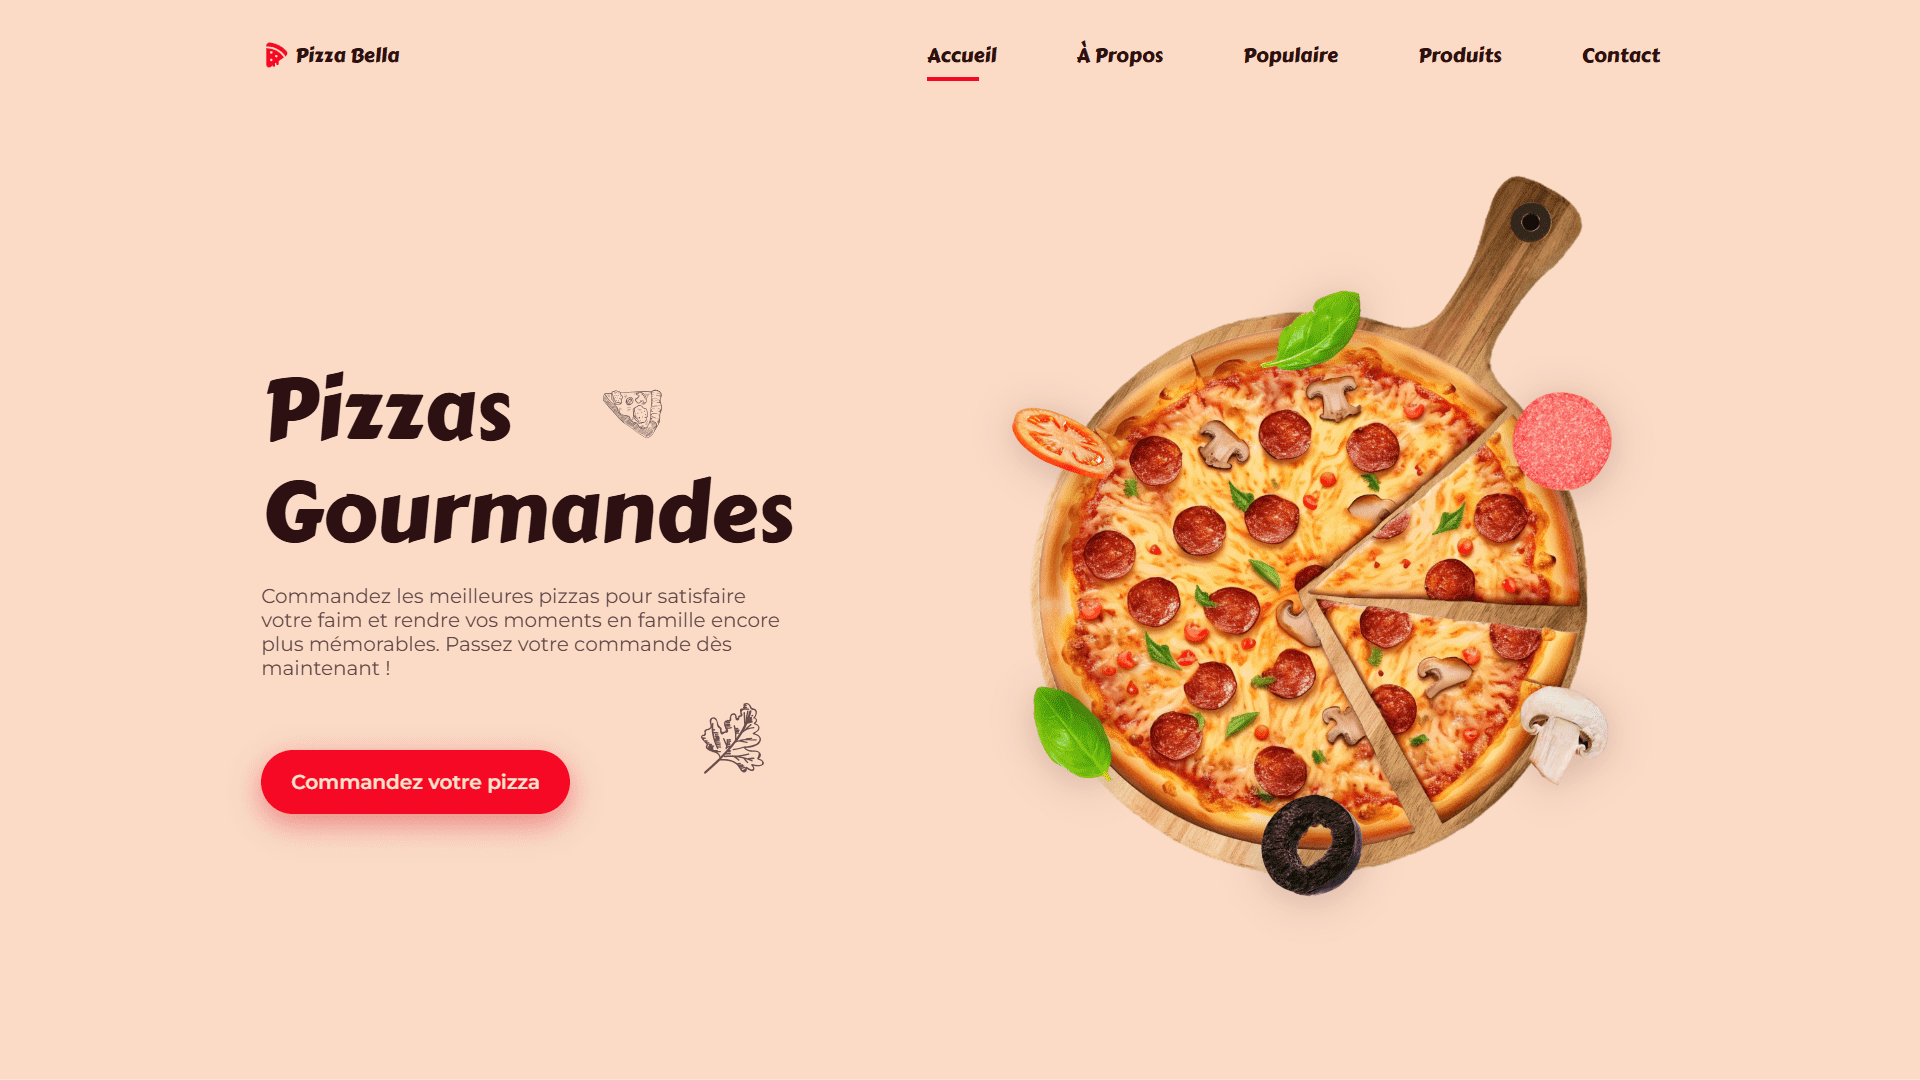 Pizza Bella
Accueil
À Propos
Populaire
Produits
Contact
Pizzas
Gourmandes
Commandez les meilleures pizzas pour satisfaire
votre faim et rendre vos moments en famille encore
plus mémorables. Passez votre commande dès
maintenant !
Commandez votre pizza